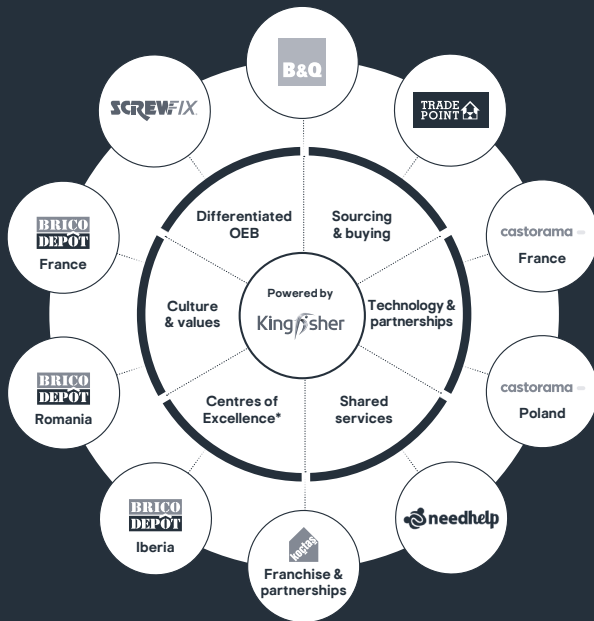 B&Q
TRADE
POINT
castorama
France
castorama
Poland
needhelp
koçtaş
Franchise &
partnerships
BRICO
DEPÔT
Iberia
BRICO
DEPÔT
Romania
BRICO
DEPÔT
France
SCREWFIX
Differentiated
OEB
Sourcing
& buying
Technology &
partnerships
Shared
services
Centres of
Excellence*
Culture
& values
Powered by
Kingfisher